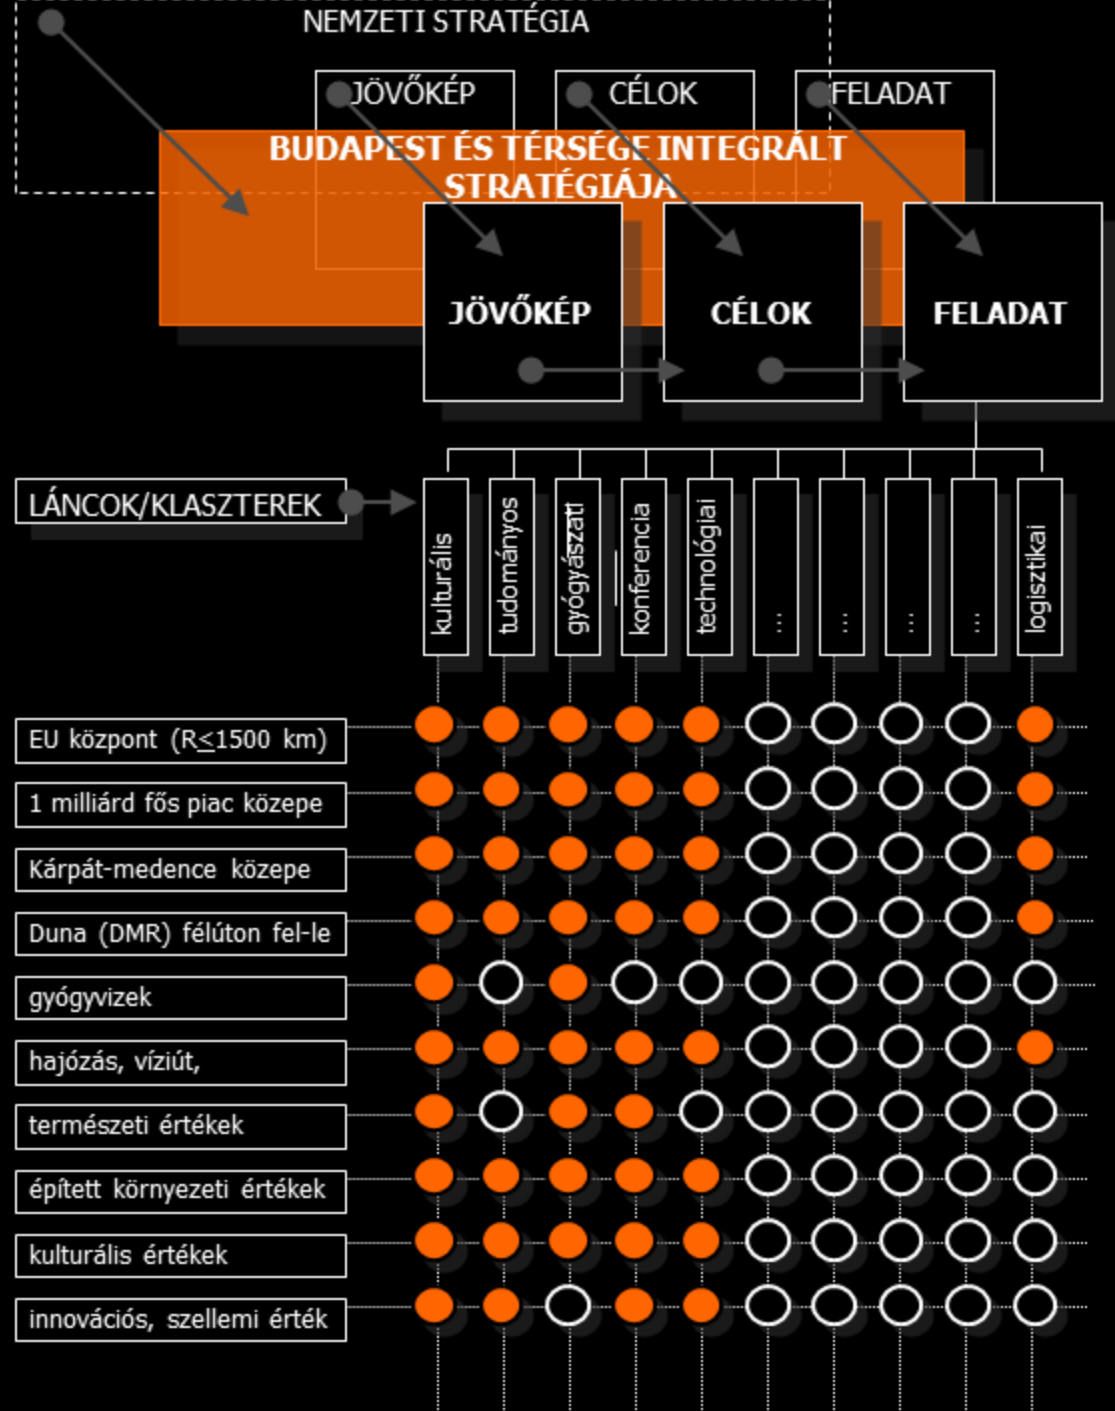 NEMZETI STRATÉGIA
JÖVŐKÉP
CÉLOK
FELADAT
BUDAPEST ÉS TÉRSÉGE INTEGRÁLT
STRATÉGIÁJA
JÖVŐKÉP
CÉLOK
FELADAT
LÁNCOK/KLASZTEREK
kulturális
tudományos
gyógyászati
konferencia
technológiai
...
...
...
...
logisztikai
EU központ (R≤1500 km)
1 milliárd fős piac közepe
Kárpát-medence közepe
Duna (DMR) félúton fel-le
gyógyvizek
hajózás, víziút,
természeti értékek
épített környezeti értékek
kulturális értékek
innovációs, szellemi érték